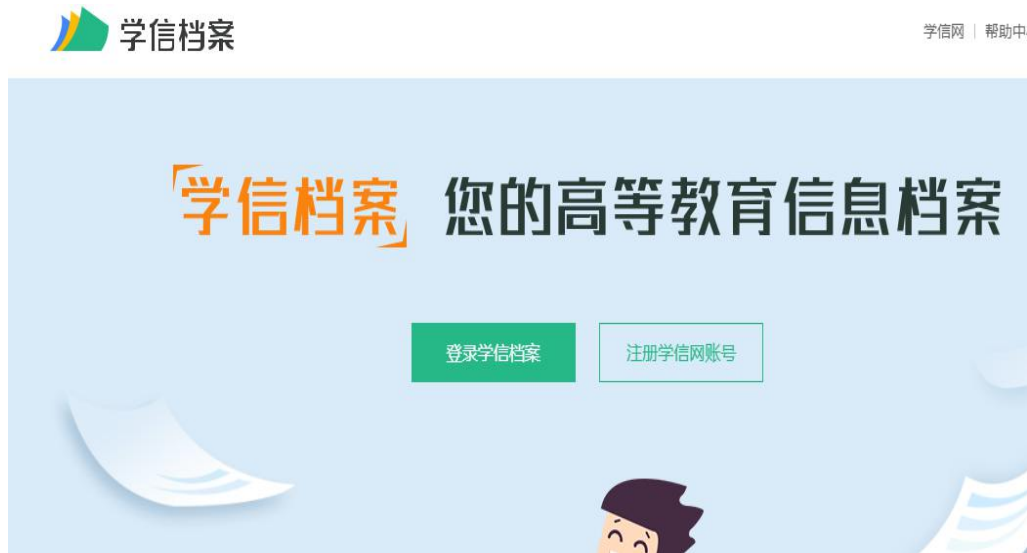 学信档案
学信网 | 帮助中
学信档案 您的高等教育信息档案
登录学信档案
注册学信网账号